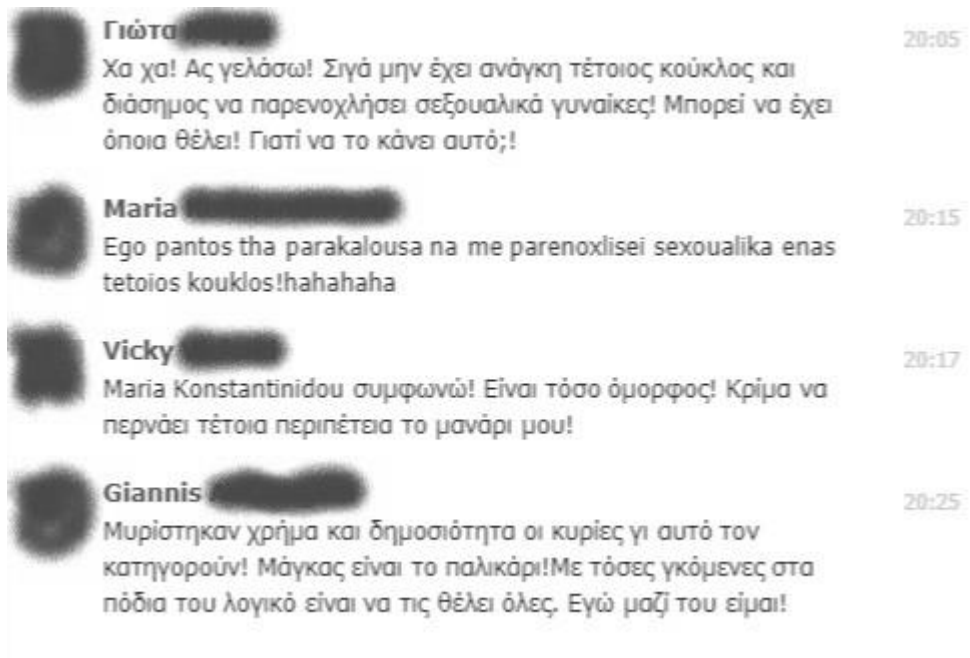 Γιώτα
20:05
Χα χα! Ας γελάσω! Σιγά μην έχει ανάγκη τέτοιος κούκλος και
διάσημος να παρενοχλήσει σεξουαλικά γυναίκες! Μπορεί να έχει
όποια θέλει! Γιατί να το κάνει αυτό;!
Maria
20:15
Ego pantos tha parakalousa na me parenoxlisei sexoualika enas
tetoios kouklos!hahahaha
Vicky
20:17
Maria Konstantinidou συμφωνώ! Είναι τόσο όμορφος! Κρίμα να
περνάει τέτοια περιπέτεια το μανάρι μου!
Giannis
20:25
Μυρίστηκαν χρήμα και δημοσιότητα οι κυρίες γι αυτό τον
κατηγορούν! Μάγκας είναι το παλικάρι!Με τόσες γκόμενες στα
πόδια του λογικό είναι να τις θέλει όλες. Εγώ μαζί του είμαι!